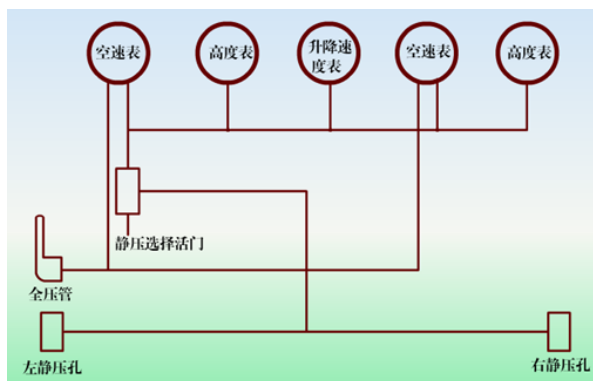 空速表
高度表
升降速
度表
空速表
高度表
静压选择活门
全压管
左静压孔
右静压孔